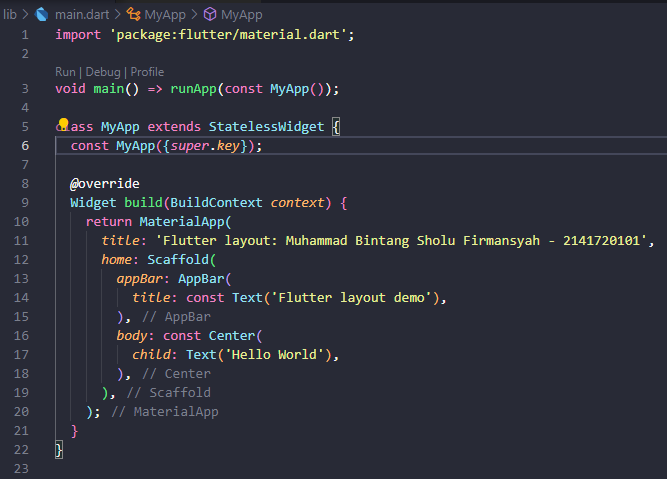 lib > main.dart > MyApp > MyApp
1 import 'package:flutter/material.dart';
2
Run | Debug | Profile
3 void main() => runApp(const MyApp());
4
5 class MyApp extends StatelessWidget {
6   const MyApp({super.key});
7
8   @override
9   Widget build(BuildContext context) {
10     return MaterialApp(
11       title: 'Flutter layout: Muhammad Bintang Sholu Firmansyah - 2141720101',
12       home: Scaffold(
13         appBar: AppBar(
14           title: const Text('Flutter layout demo'),
15         ), // AppBar
16         body: const Center(
17           child: Text('Hello World'),
18         ), // Center
19       ), // Scaffold
20     ); // MaterialApp
21   }
22 }
23